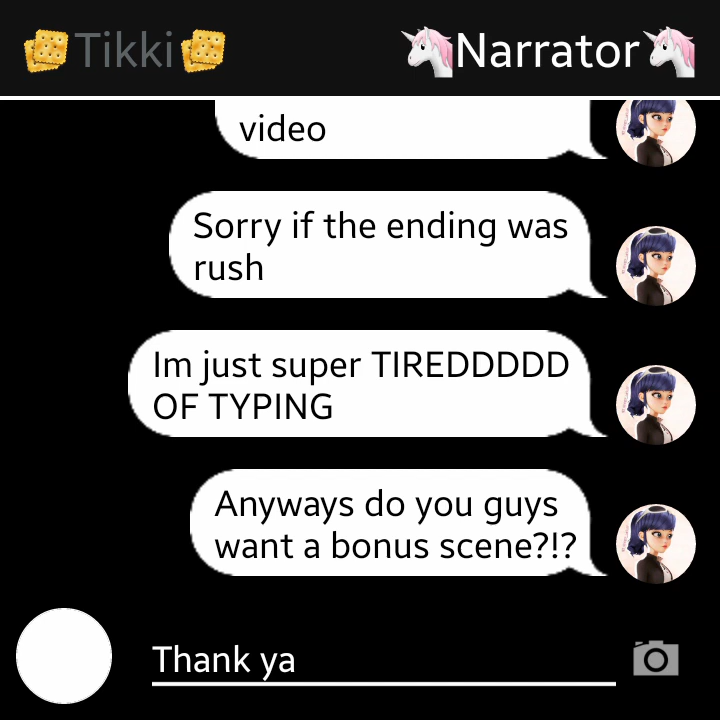 🧇Tikki🧇 🦄Narrator🦄
video
Sorry if the ending was
rush
Im just super TIREDDDDD
OF TYPING
Anyways do you guys
want a bonus scene?!?
Thank ya